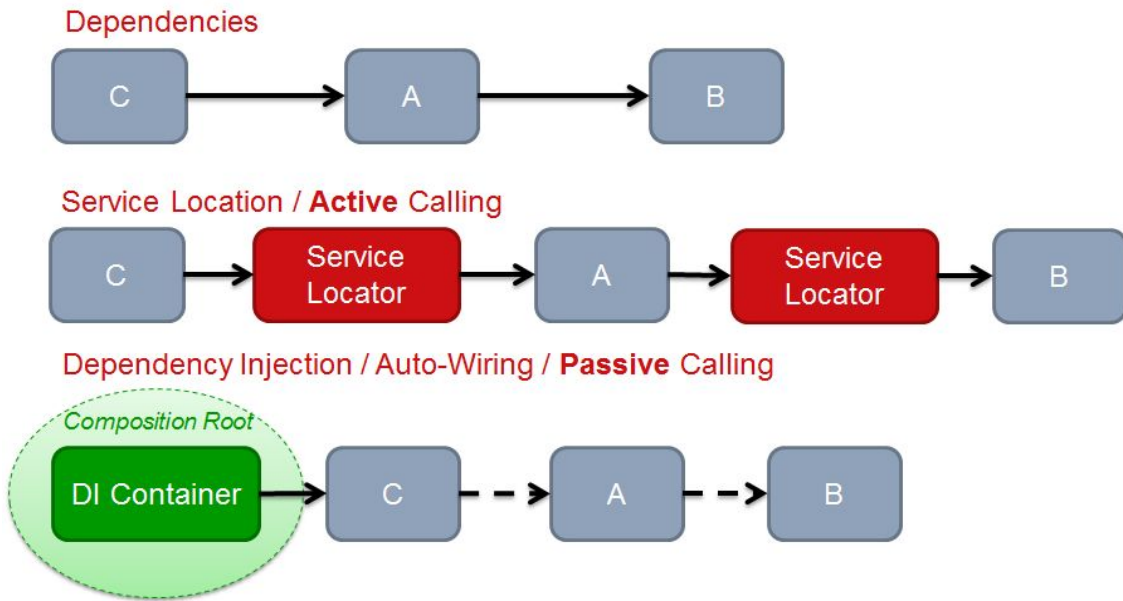 Dependencies
C
A
B
Service Location / Active Calling
C
Service
Locator
A
Service
Locator
B
Dependency Injection / Auto-Wiring / Passive Calling
Composition Root
DI Container
C
A
B